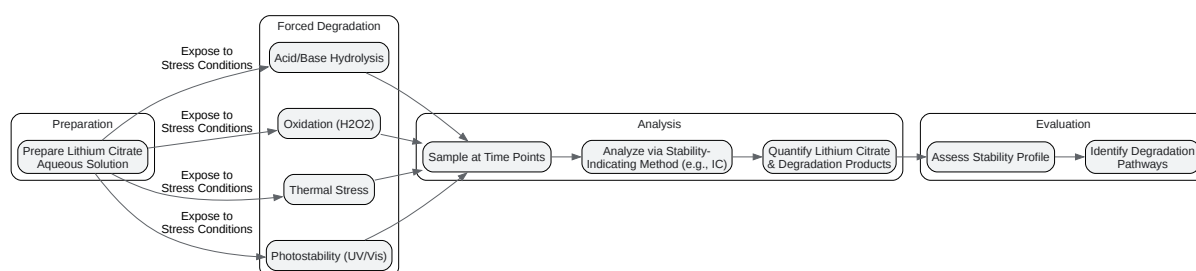 Preparation
Prepare Lithium Citrate
Aqueous Solution
Expose to
Stress Conditions
Expose to
Stress Conditions
Expose to
Stress Conditions
Expose to
Stress Conditions
Forced Degradation
Acid/Base Hydrolysis
Oxidation (H2O2)
Thermal Stress
Photostability (UV/Vis)
Analysis
Sample at Time Points
Analyze via Stability-
Indicating Method (e.g., IC)
Quantify Lithium Citrate
& Degradation Products
Evaluation
Assess Stability Profile
Identify Degradation
Pathways